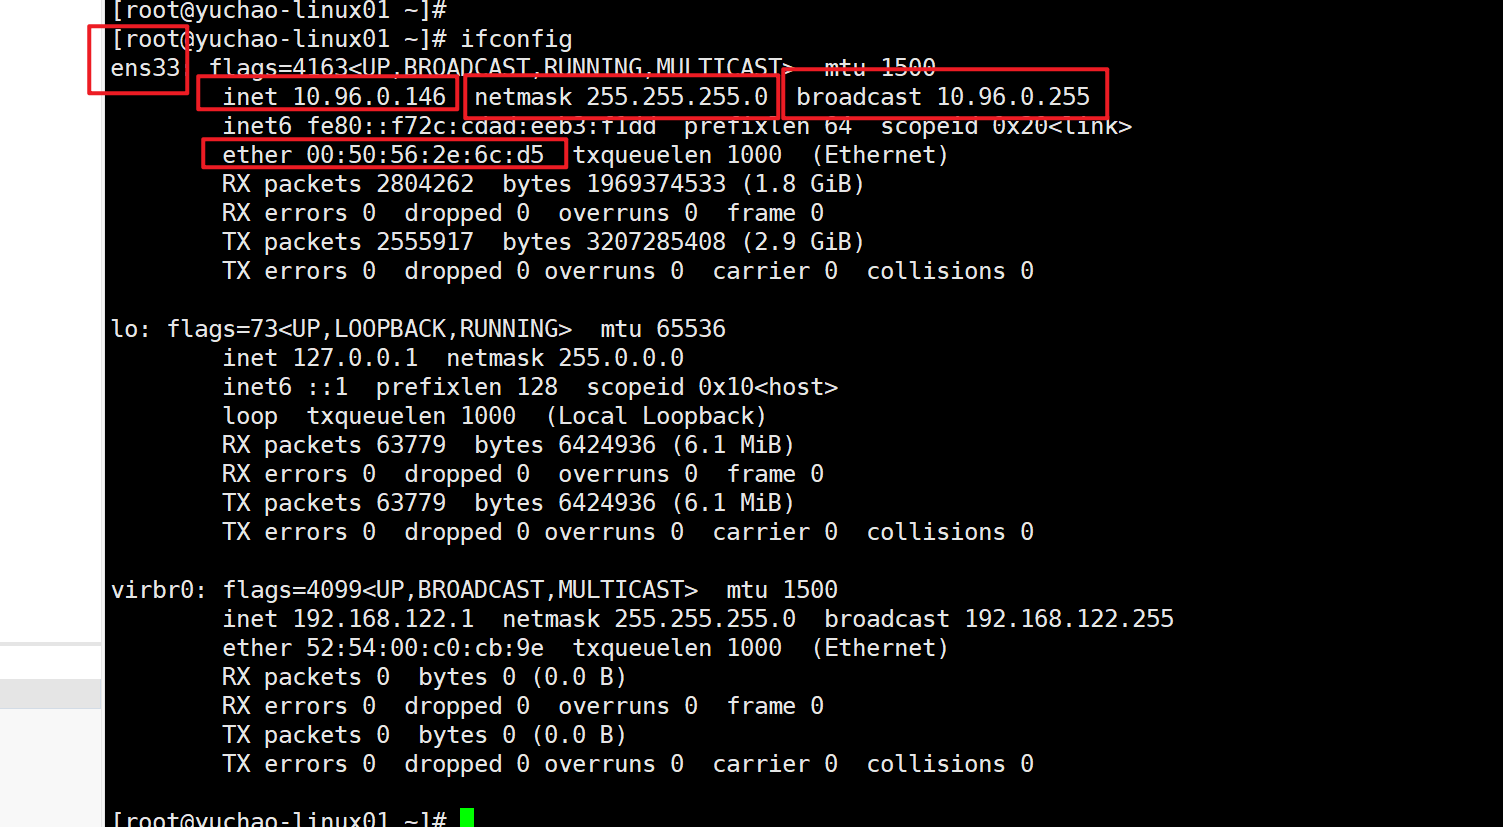 [root@yuchao-linux01 ~]#
[root@yuchao-linux01 ~]# ifconfig
ens33: flags=4163<UP,BROADCAST,RUNNING,MULTICAST>  mtu 1500
        inet 10.96.0.146  netmask 255.255.255.0  broadcast 10.96.0.255
        inet6 fe80::f72c:cdad:eeb3:f1dd  prefixlen 64  scopeid 0x20<link>
        ether 00:50:56:2e:6c:d5  txqueuelen 1000  (Ethernet)
        RX packets 2804262  bytes 1969374533 (1.8 GiB)
        RX errors 0  dropped 0  overruns 0  frame 0
        TX packets 2555917  bytes 3207285408 (2.9 GiB)
        TX errors 0  dropped 0 overruns 0  carrier 0  collisions 0
lo: flags=73<UP,LOOPBACK,RUNNING>  mtu 65536
        inet 127.0.0.1  netmask 255.0.0.0
        inet6 ::1  prefixlen 128  scopeid 0x10<host>
        loop  txqueuelen 1000  (Local Loopback)
        RX packets 63779  bytes 6424936 (6.1 MiB)
        RX errors 0  dropped 0  overruns 0  frame 0
        TX packets 63779  bytes 6424936 (6.1 MiB)
        TX errors 0  dropped 0 overruns 0  carrier 0  collisions 0
virbr0: flags=4099<UP,BROADCAST,MULTICAST>  mtu 1500
        inet 192.168.122.1  netmask 255.255.255.0  broadcast 192.168.122.255
        ether 52:54:00:c0:cb:9e  txqueuelen 1000  (Ethernet)
        RX packets 0  bytes 0 (0.0 B)
        RX errors 0  dropped 0  overruns 0  frame 0
        TX packets 0  bytes 0 (0.0 B)
        TX errors 0  dropped 0 overruns 0  carrier 0  collisions 0
[root@yuchao-linux01 ~]#